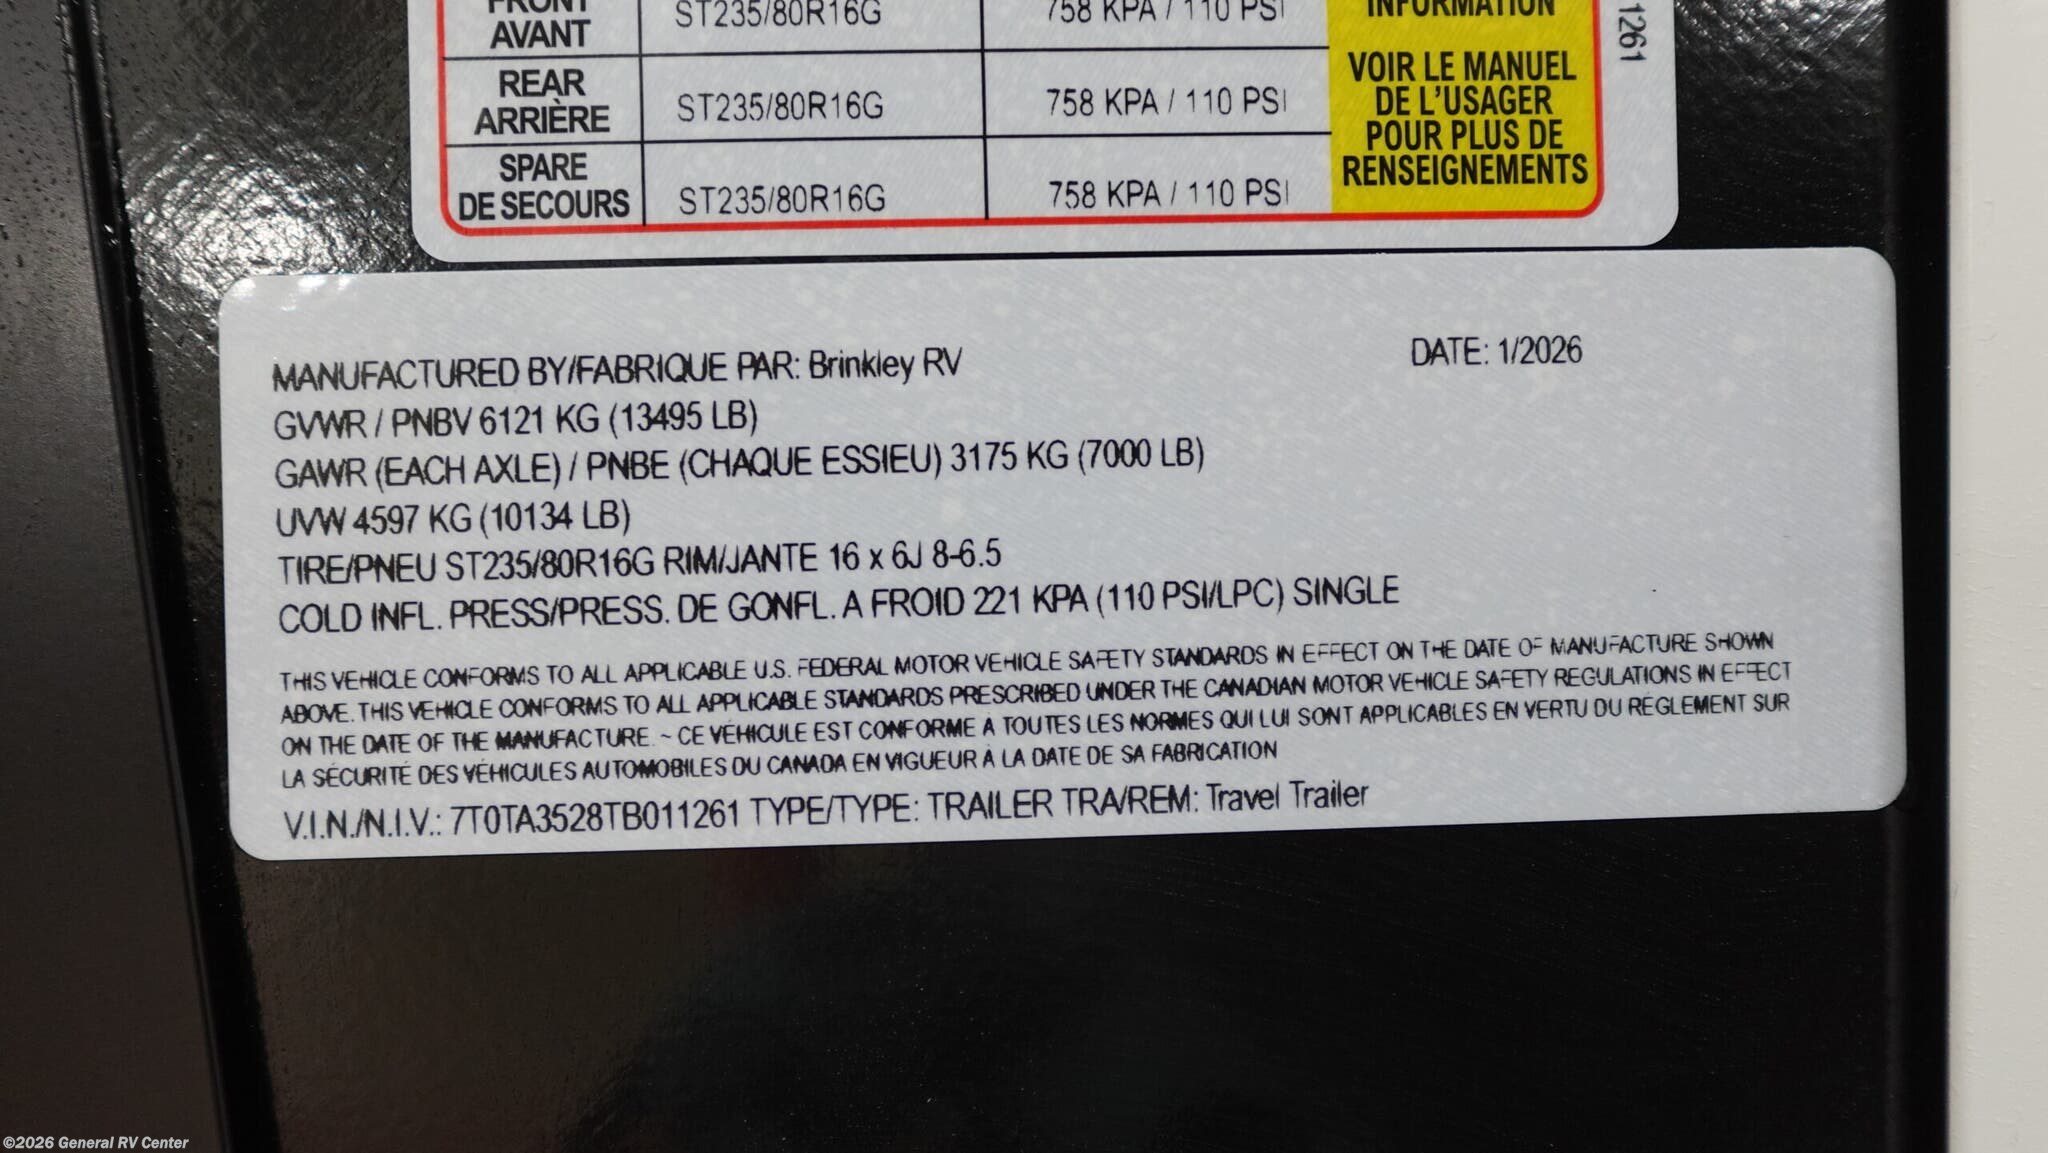 FRONT ST235/80R16G 758 KPA / 110 PSI INFORMATION
AVANT
REAR ST235/80R16G 758 KPA / 110 PSI
ARRIÈRE
SPARE ST235/80R16G 758 KPA / 110 PSI
DE SECOURS
VOIR LE MANUEL
DE L'USAGER
POUR PLUS DE
RENSEIGNEMENTS
1261
MANUFACTURED BY/FABRIQUE PAR: Brinkley RV DATE: 1/2026
GVWR / PNBV 6121 KG (13495 LB)
GAWR (EACH AXLE) / PNBE (CHAQUE ESSIEU) 3175 KG (7000 LB)
UVW 4597 KG (10134 LB)
TIRE/PNEU ST235/80R16G RIM/JANTE 16 x 6J 8-6.5
COLD INFL. PRESS/PRESS. DE GONFL. A FROID 221 KPA (110 PSI/LPC) SINGLE
THIS VEHICLE CONFORMS TO ALL APPLICABLE U.S. FEDERAL MOTOR VEHICLE SAFETY STANDARDS IN EFFECT ON THE DATE OF MANUFACTURE SHOWN
ABOVE. THIS VEHICLE CONFORMS TO ALL APPLICABLE STANDARDS PRESCRIBED UNDER THE CANADIAN MOTOR VEHICLE SAFETY REGULATIONS IN EFFECT
ON THE DATE OF THE MANUFACTURE. ~ CE VÉHICULE EST CONFORME À TOUTES LES NORMES QUI LUI SONT APPLICABLES EN VERTU DU RÉGLEMENT SUR
LA SÉCURITÉ DES VÉHICULES AUTOMOBILES DU CANADA EN VIGUEUR À LA DATE DE SA FABRICATION
V.I.N./N.I.V.: 7T0TA3528TB011261 TYPE/TYPE: TRAILER TRA/REM: Travel Trailer
©2026 General RV Center